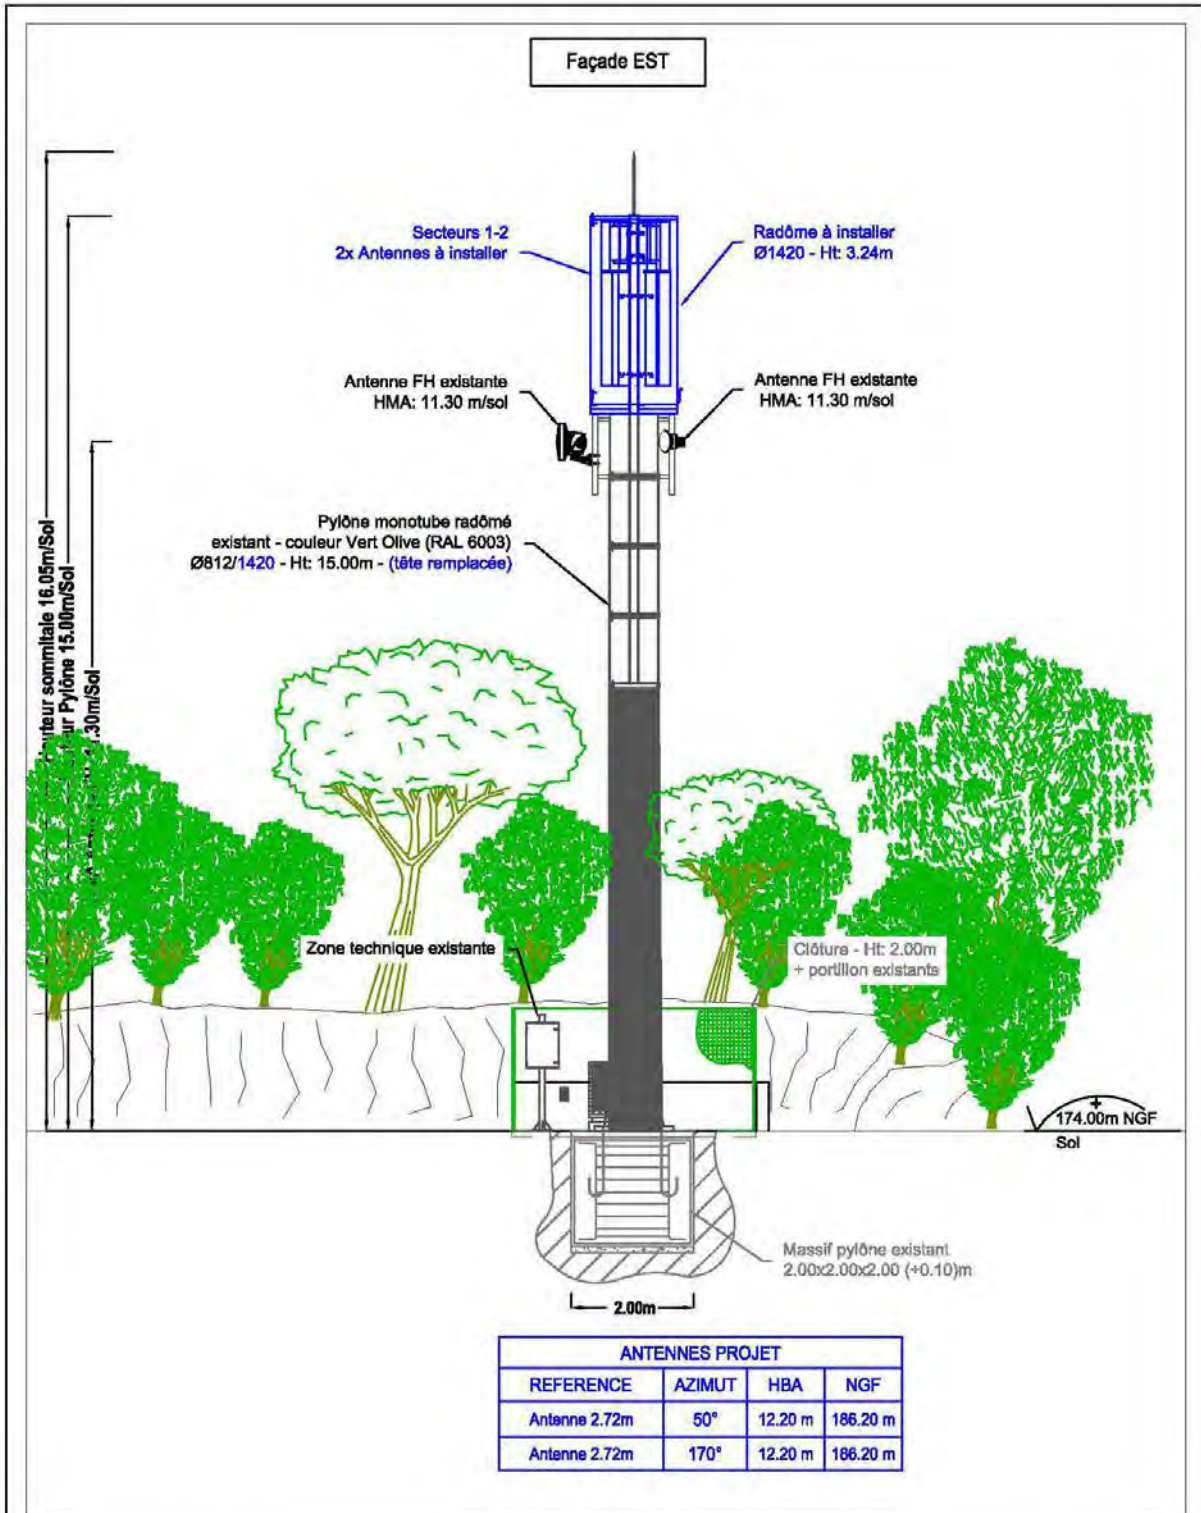 Façade EST
Secteurs 1-2
2x Antennes à installer
Radôme à installer
Ø1420 - Ht: 3.24m
Antenne FH existante
HMA: 11.30 m/sol
Antenne FH existante
HMA: 11.30 m/sol
Pylône monotube radômé
existant - couleur Vert Olive (RAL 6003)
Ø812/1420 - Ht: 15.00m - (tête remplacée)
sommitale 16.05m/Sol
Pylône 15.00m/Sol
Zone technique existante
Clôture - Ht: 2.00m
+ portillon existants
174.00m NGF
Sol
Massif pylône existant
2.00x2.00x2.00 (+0.10)m
2.00m
ANTENNES PROJET
REFERENCE AZIMUT HBA NGF
Antenne 2.72m 50° 12.20 m 186.20 m
Antenne 2.72m 170° 12.20 m 186.20 m